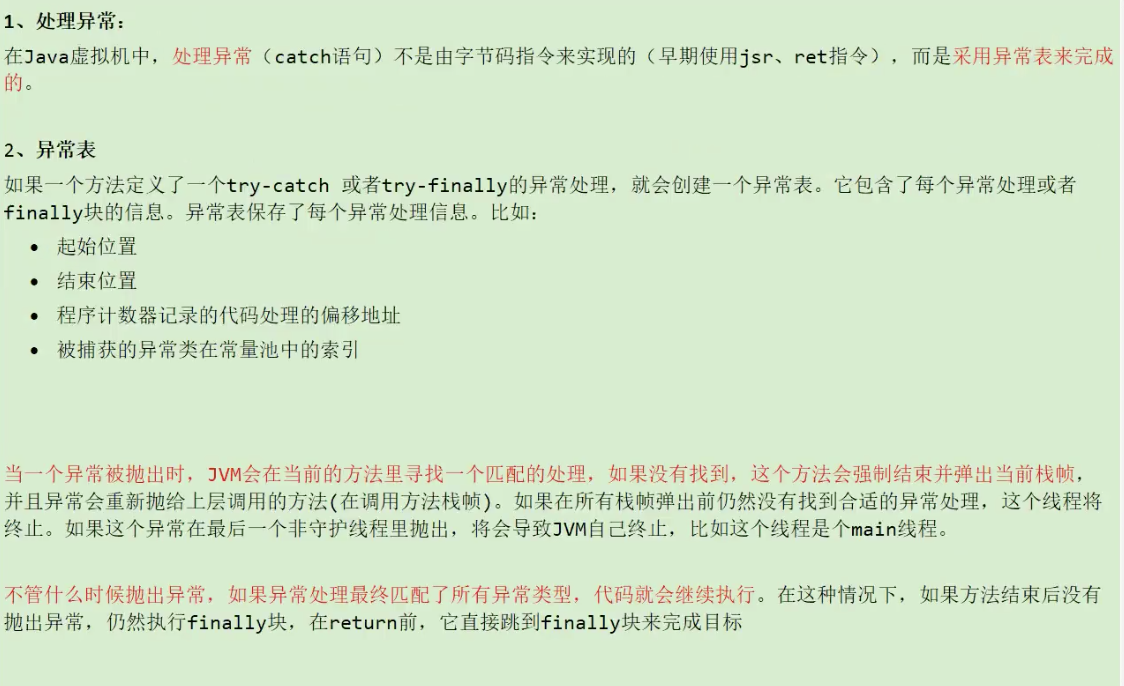 1、处理异常：
在Java虚拟机中，处理异常（catch语句）不是由字节码指令来实现的（早期使用jsr、ret指令），而是采用异常表来完成
的。
2、异常表
如果一个方法定义了一个try-catch 或者try-finally的异常处理，就会创建一个异常表。它包含了每个异常处理或者
finally块的信息。异常表保存了每个异常处理信息。比如：
• 起始位置
• 结束位置
• 程序计数器记录的代码处理的偏移地址
• 被捕获的异常类在常量池中的索引
当一个异常被抛出时，JVM会在当前的方法里寻找一个匹配的处理，如果没有找到，这个方法会强制结束并弹出当前栈帧，
并且异常会重新抛给上层调用的方法(在调用方法栈帧)。如果在所有栈帧弹出前仍然没有找到合适的异常处理，这个线程将
终止。如果这个异常在最后一个非守护线程里抛出，将会导致JVM自己终止，比如这个线程是个main线程。
不管什么时候抛出异常，如果异常处理最终匹配了所有异常类型，代码就会继续执行。在这种情况下，如果方法结束后没有
抛出异常，仍然执行finally块，在return前，它直接跳到finally块来完成目标